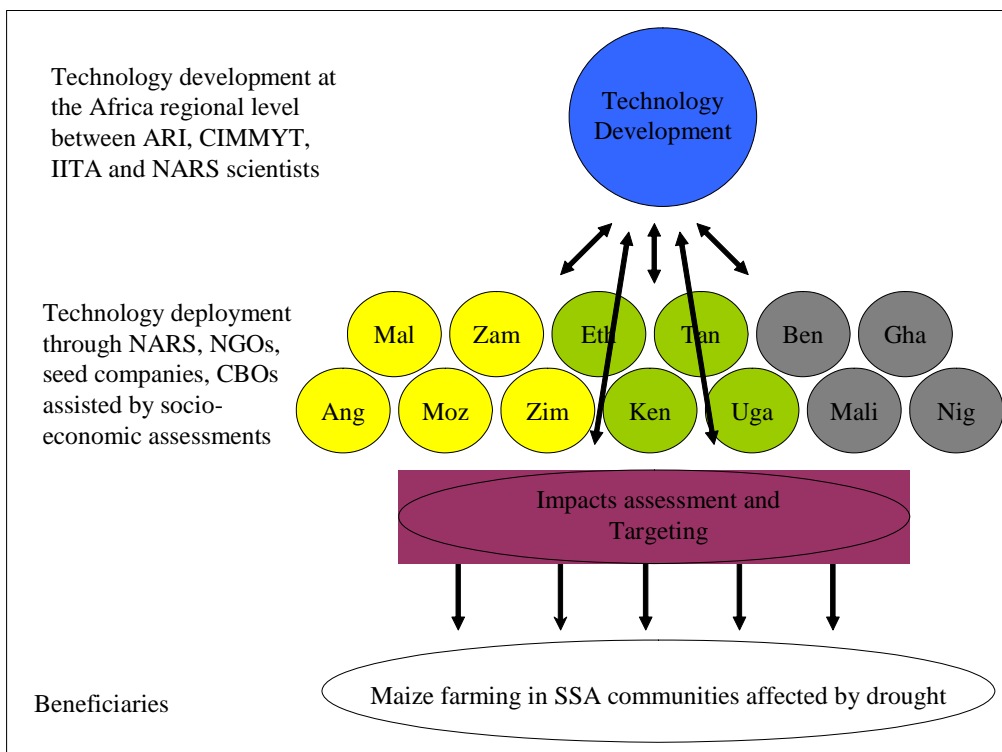 Technology development at
the Africa regional level
between ARI, CIMMYT,
IITA and NARS scientists
Technology
Development
Technology deployment
through NARS, NGOs,
seed companies, CBOs
assisted by socio-
economic assessments
Mal Zam Eth Tan Ben Gha
Ang Moz Zim Ken Uga Mali Nig
Impacts assessment and
Targeting
Beneficiaries
Maize farming in SSA communities affected by drought